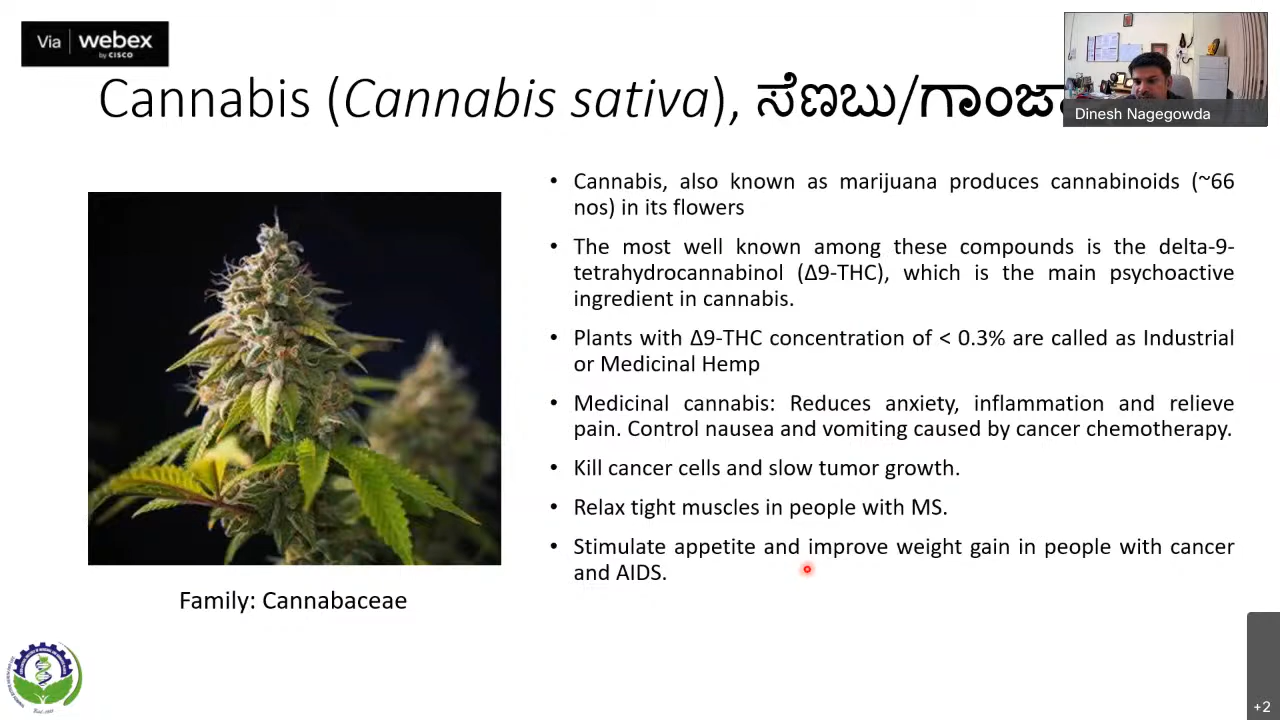 Via webex
by CISCO
Cannabis (Cannabis sativa), ಸೆಣಬು/ಗಾಂಜಾ
Dinesh Nagegowda
• Cannabis, also known as marijuana produces cannabinoids (~66
nos) in its flowers
• The most well known among these compounds is the delta-9-
tetrahydrocannabinol (Δ9-THC), which is the main psychoactive
ingredient in cannabis.
• Plants with Δ9-THC concentration of < 0.3% are called as Industrial
or Medicinal Hemp
• Medicinal cannabis: Reduces anxiety, inflammation and relieve
pain. Control nausea and vomiting caused by cancer chemotherapy.
• Kill cancer cells and slow tumor growth.
• Relax tight muscles in people with MS.
• Stimulate appetite and improve weight gain in people with cancer
and AIDS.
Family: Cannabaceae
+2